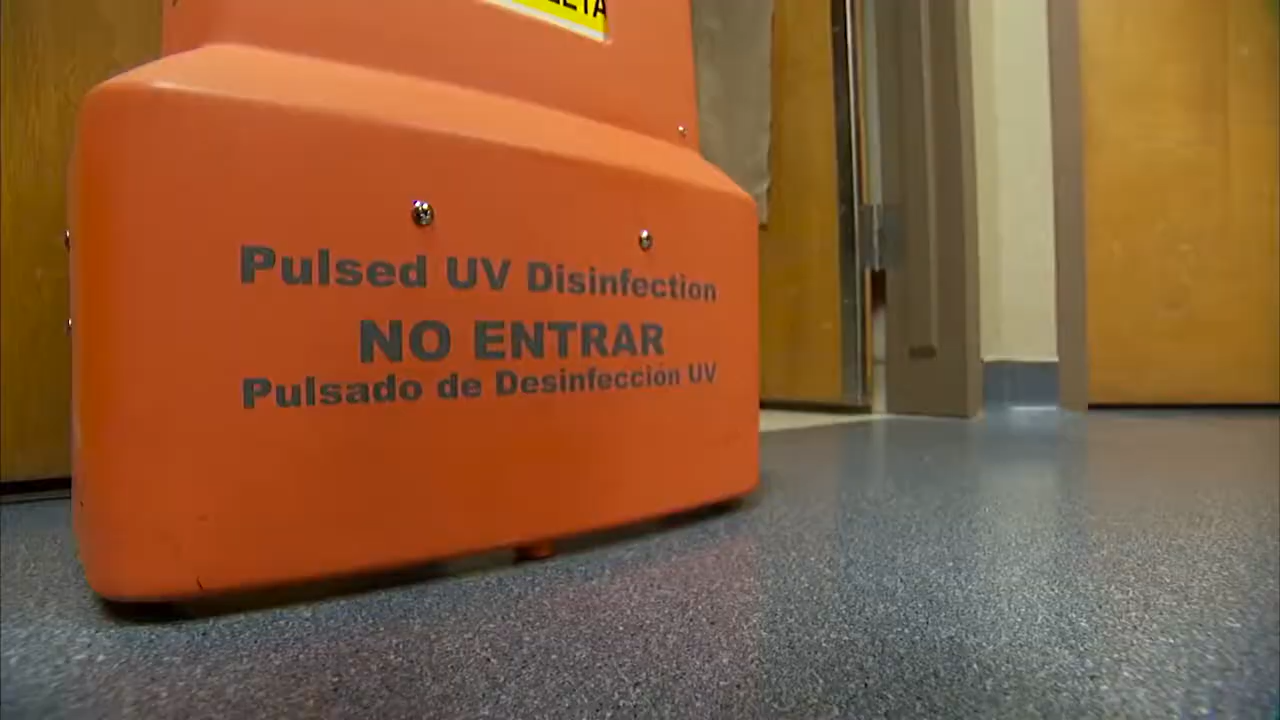 Pulsed UV Disinfection
NO ENTRAR
Pulsado de Desinfección UV